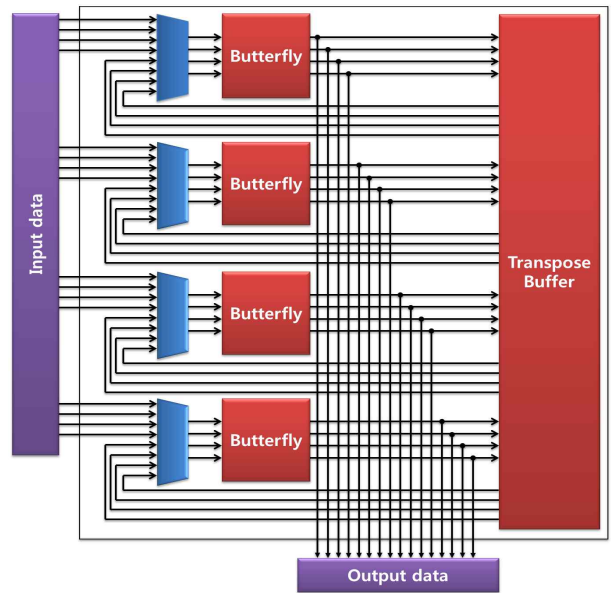 Input data
Butterfly
Butterfly
Butterfly
Butterfly
Transpose
Buffer
Output data